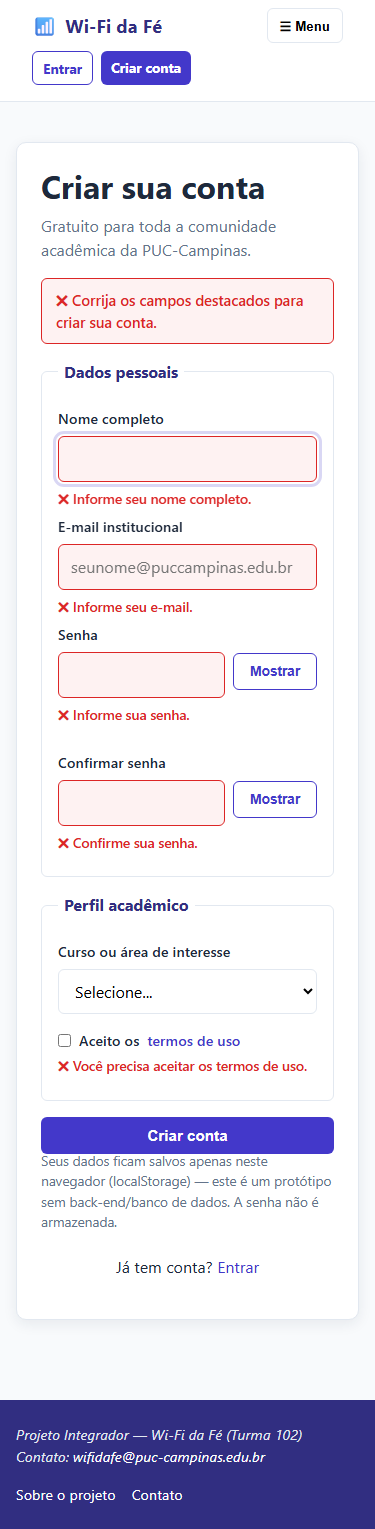 Wi-Fi da Fé
☰ Menu
Entrar
Criar conta
Criar sua conta
Gratuito para toda a comunidade
acadêmica da PUC-Campinas.
❌ Corrija os campos destacados para
criar sua conta.
Dados pessoais
Nome completo
❌ Informe seu nome completo.
E-mail institucional
seunome@puccampinas.edu.br
❌ Informe seu e-mail.
Senha
Mostrar
❌ Informe sua senha.
Confirmar senha
Mostrar
❌ Confirme sua senha.
Perfil acadêmico
Curso ou área de interesse
Selecione...
Aceito os termos de uso
❌ Você precisa aceitar os termos de uso.
Criar conta
Seus dados ficam salvos apenas neste
navegador (localStorage) — este é um protótipo
sem back-end/banco de dados. A senha não é
armazenada.
Já tem conta? Entrar
Projeto Integrador — Wi-Fi da Fé (Turma 102)
Contato: wifidafe@puc-campinas.edu.br
Sobre o projeto
Contato